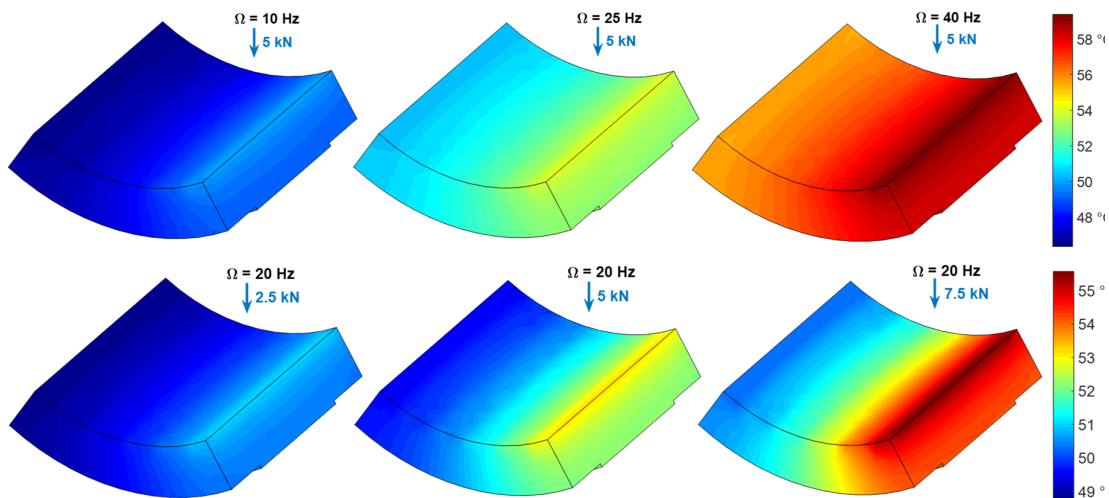 Ω = 10 Hz
5 kN
Ω = 25 Hz
5 kN
Ω = 40 Hz
5 kN
58 °C
56
54
52
50
48 °C
Ω = 20 Hz
2.5 kN
Ω = 20 Hz
5 kN
Ω = 20 Hz
7.5 kN
55 °
54
53
52
51
50
49 °